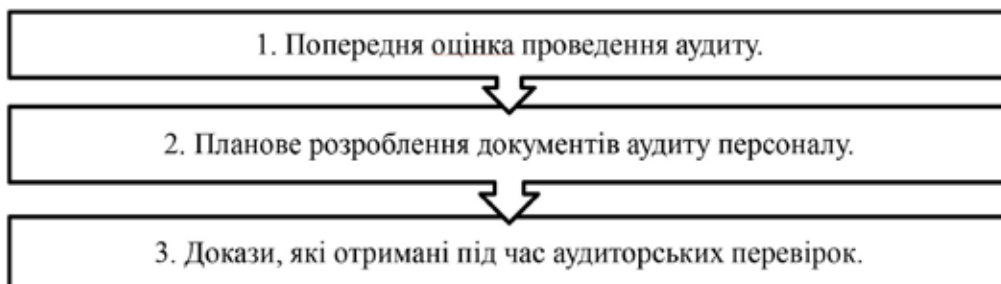 1. Попередня оцінка проведення аудиту.
2. Планове розроблення документів аудиту персоналу.
3. Докази, які отримані під час аудиторських перевірок.